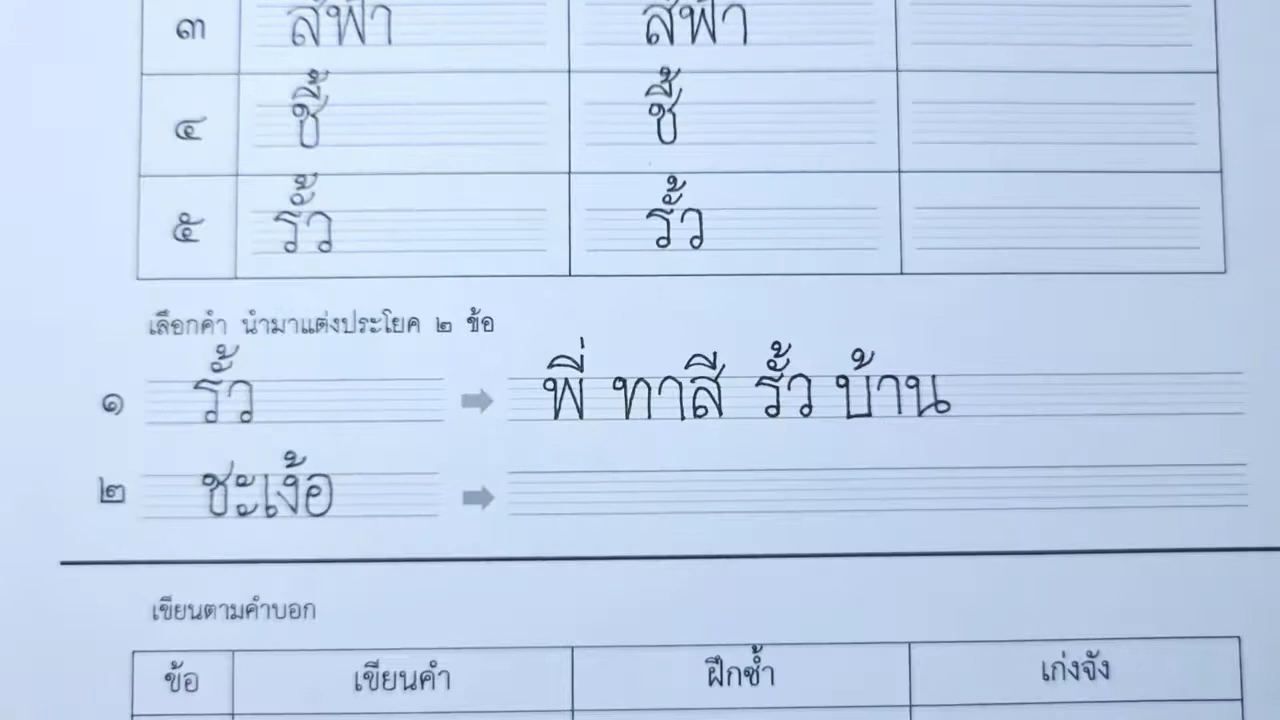 ๓ สีฟ้า สีฟ้า
๔ ชี้ ชี้
๕ รั้ว รั้ว
เลือกคำ นำมาแต่งประโยค ๒ ข้อ
๑ รั้ว พี่ ทาสี รั้ว บ้าน
๒ ชะเง้อ
เขียนตามคำบอก
ข้อ เขียนคำ ฝึกซ้ำ เก่งจัง